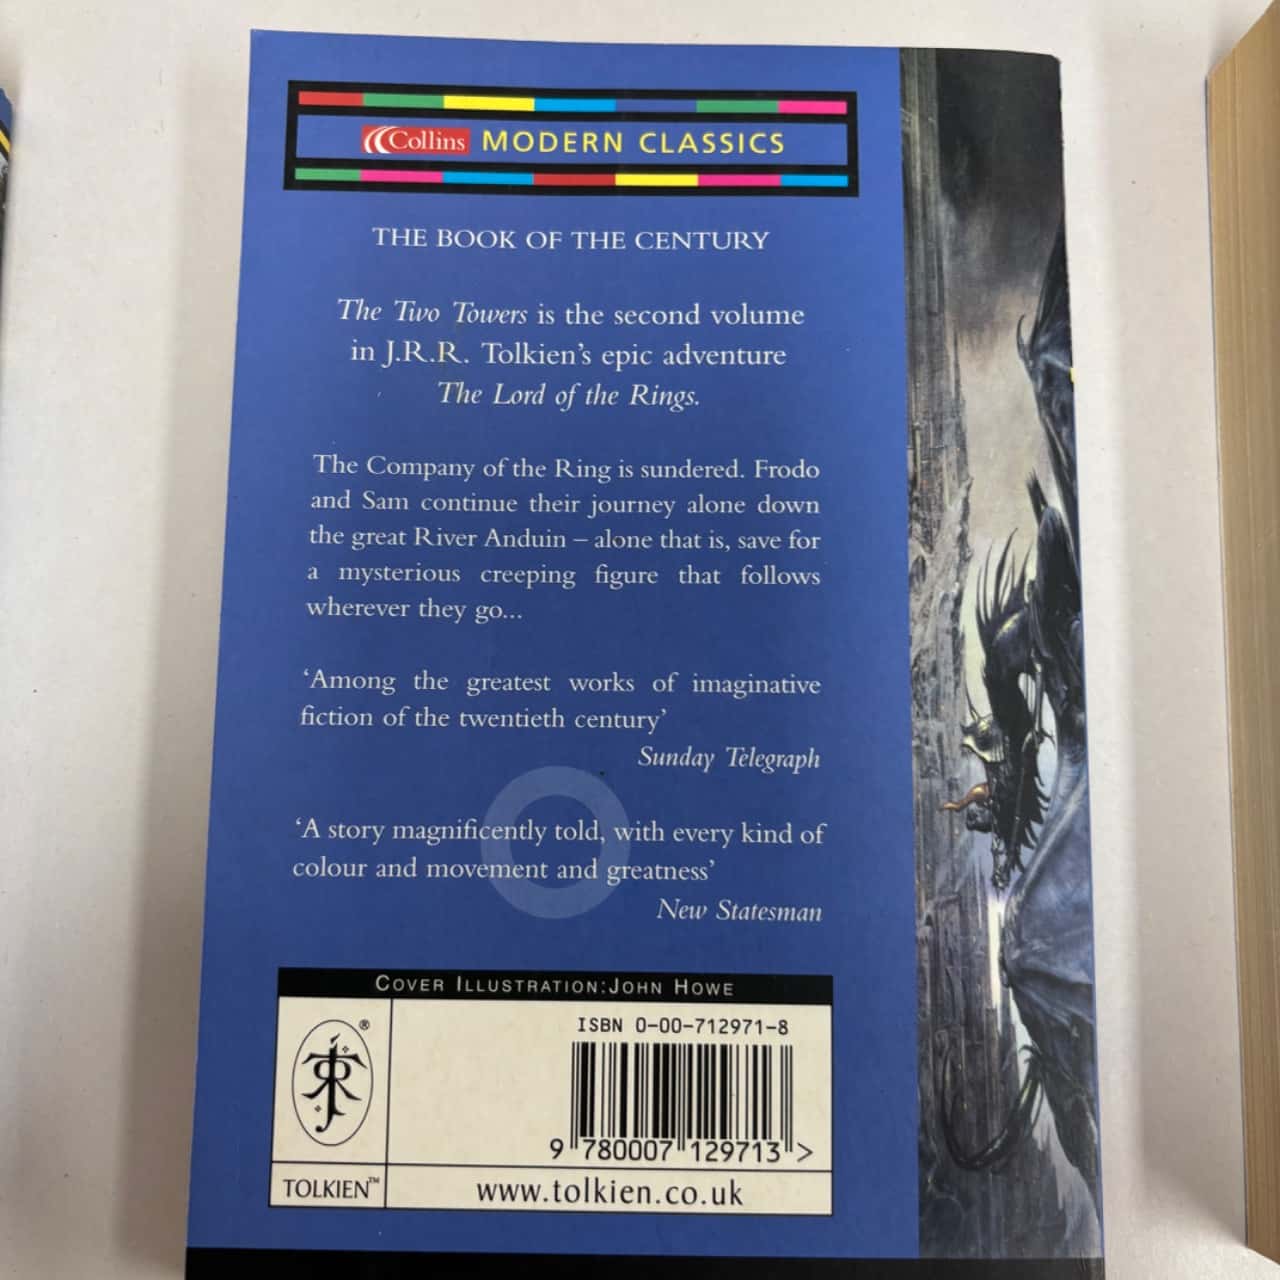 Collins MODERN CLASSICS
THE BOOK OF THE CENTURY
The Two Towers is the second volume
in J.R.R. Tolkien's epic adventure
The Lord of the Rings.
The Company of the Ring is sundered. Frodo
and Sam continue their journey alone down
the great River Anduin – alone that is, save for
a mysterious creeping figure that follows
wherever they go...
'Among the greatest works of imaginative
fiction of the twentieth century'
Sunday Telegraph
'A story magnificently told, with every kind of
colour and movement and greatness'
New Statesman
COVER ILLUSTRATION:JOHN HOWE
®
ISBN 0-00-712971-8
9 780007 129713 >
TOLKIEN™
www.tolkien.co.uk